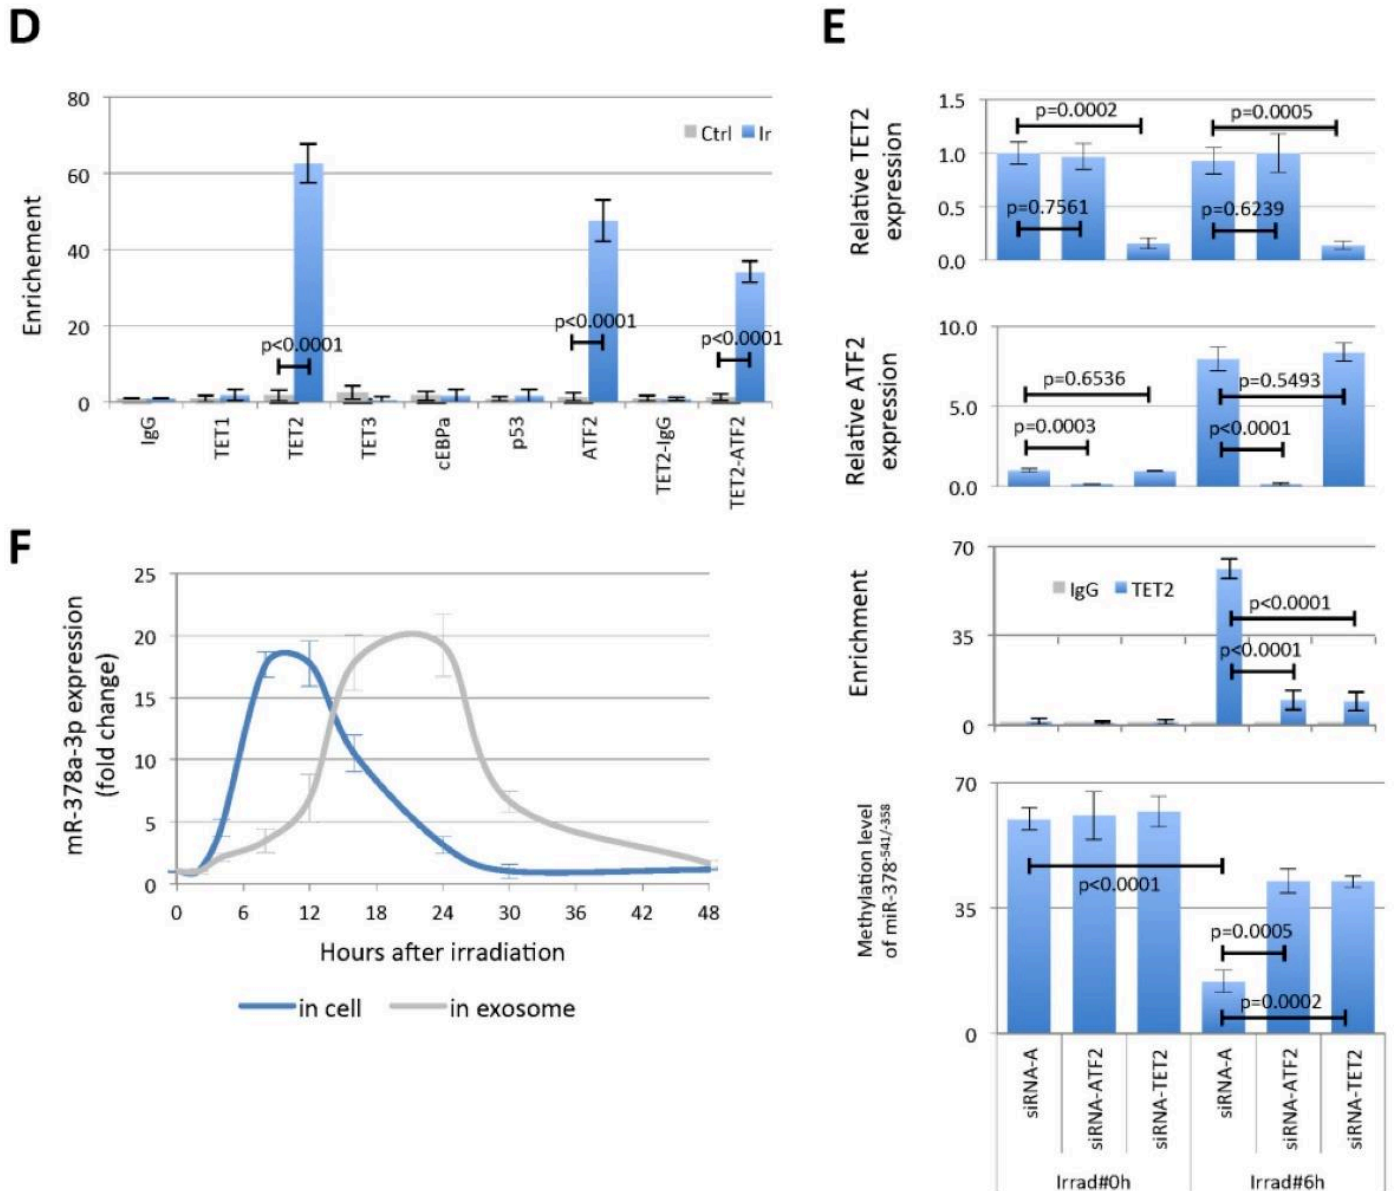 D
80
60
40
20
0
Enrichement
Ctrl Ir
p<0.0001
p<0.0001
p<0.0001
IgG
TET1
TET2
TET3
cEBPa
p53
ATF2
TET2-IgG
TET2-ATF2
E
Relative TET2
expression
1.5
1.0
0.5
0.0
p=0.0002
p=0.0005
p=0.7561
p=0.6239
Relative ATF2
expression
10.0
5.0
0.0
p=0.6536
p=0.5493
p=0.0003
p<0.0001
Enrichment
70
35
0
IgG TET2
p<0.0001
p<0.0001
Methylation level
of miR-378-541/-358
70
35
0
p<0.0001
p=0.0005
p=0.0002
siRNA-A
siRNA-ATF2
siRNA-TET2
siRNA-A
siRNA-ATF2
siRNA-TET2
Irrad#0h
Irrad#6h
F
mR-378a-3p expression
(fold change)
25
20
15
10
5
0
0 6 12 18 24 30 36 42 48
Hours after irradiation
in cell in exosome